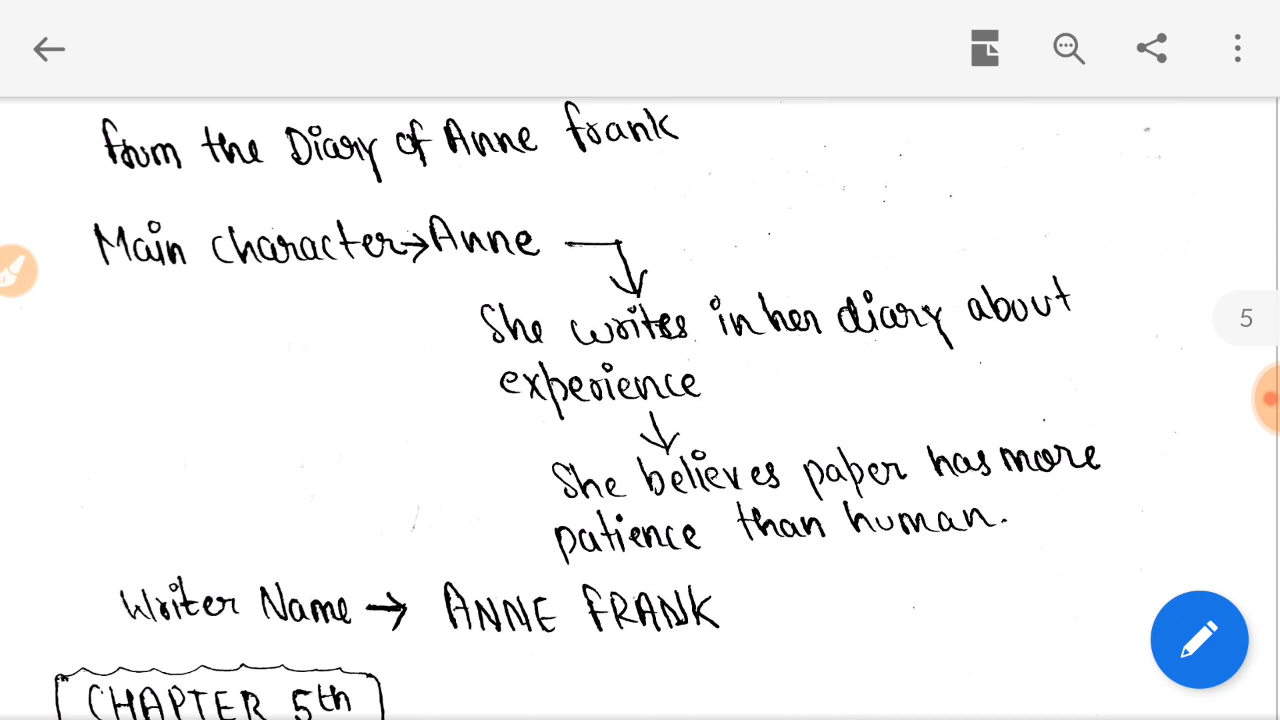 from the Diary of Anne Frank
Main character→Anne
She writes in her diary about
experience
5
She believes paper has more
patience than human.
Writer Name → ANNE FRANK
CHAPTER 5th